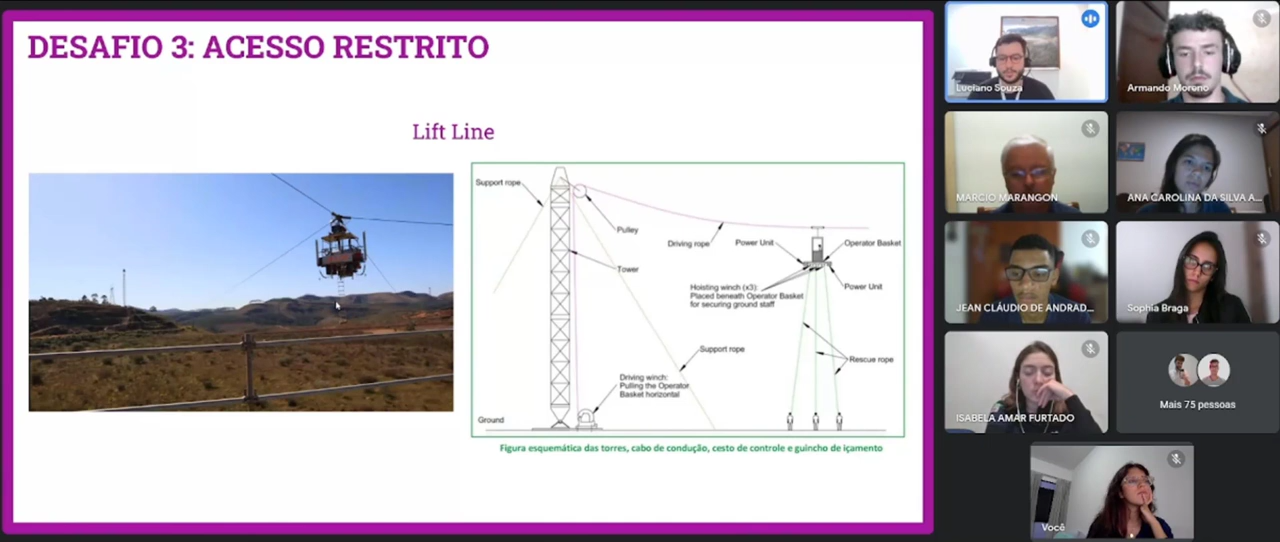 DESAFIO 3: ACESSO RESTRITO
Lift Line
Support rope
Pulley
Driving rope
Power Unit
Operator Basket
Tower
Hoisting winch (x3):
Placed beneath Operator Basket
for securing ground staff
Power Unit
Support rope
Rescue rope
Driving winch:
Pulling the Operator
Basket horizontal
Ground
Figura esquemática das torres, cabo de condução, cesto de controle e guincho de içamento
Luciano Souza
Armando Moreno
MARCIO MARANGON
ANA CAROLINA DA SILVA A...
JEAN CLÁUDIO DE ANDRAD...
Sophia Braga
ISABELA AMAR FURTADO
Mais 75 pessoas
Você